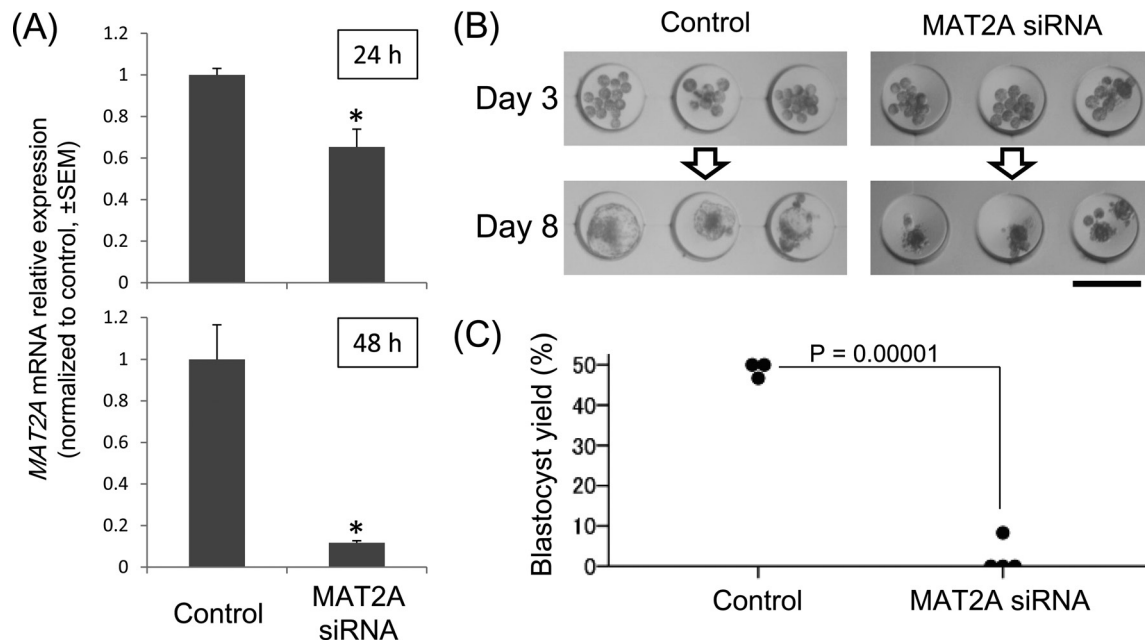 (A)
MAT2A mRNA relative expression
(normalized to control, ±SEM)
1.2
1
0.8
0.6
0.4
0.2
0
24 h
*
1.2
1
0.8
0.6
0.4
0.2
0
48 h
*
Control
MAT2A
siRNA
(B)
Control
MAT2A siRNA
Day 3
Day 8
(C)
Blastocyst yield (%)
50
40
30
20
10
0
P = 0.00001
Control
MAT2A siRNA